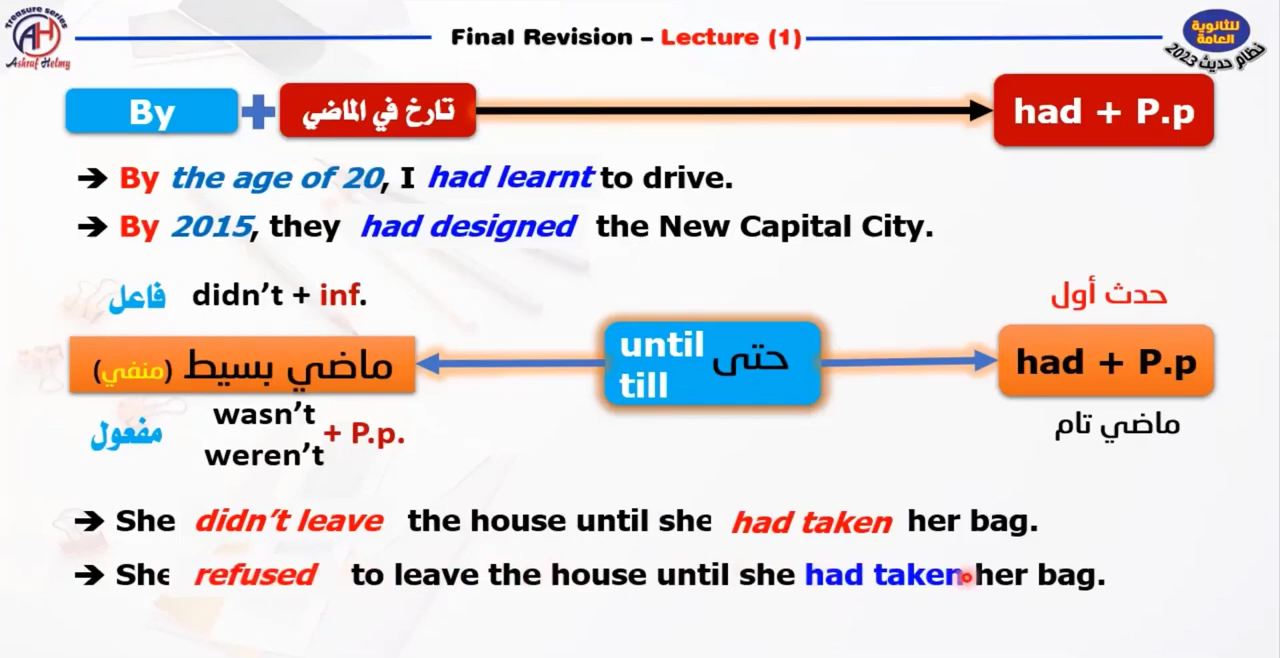 Treasure series
AH
Ashraf Helmy
Final Revision – Lecture (1)
للثانوية
العامة
نظام حديث 2023
By + تارخ في الماضي had + P.p
➔ By the age of 20, I had learnt to drive.
➔ By 2015, they had designed the New Capital City.
فاعل didn’t + inf.
حدث أول
ماضي بسيط (منفي)
until
till
حتى
had + P.p
مفعول
wasn’t
weren’t
+ P.p.
ماضي تام
➔ She didn’t leave the house until she had taken her bag.
➔ She refused to leave the house until she had taken her bag.